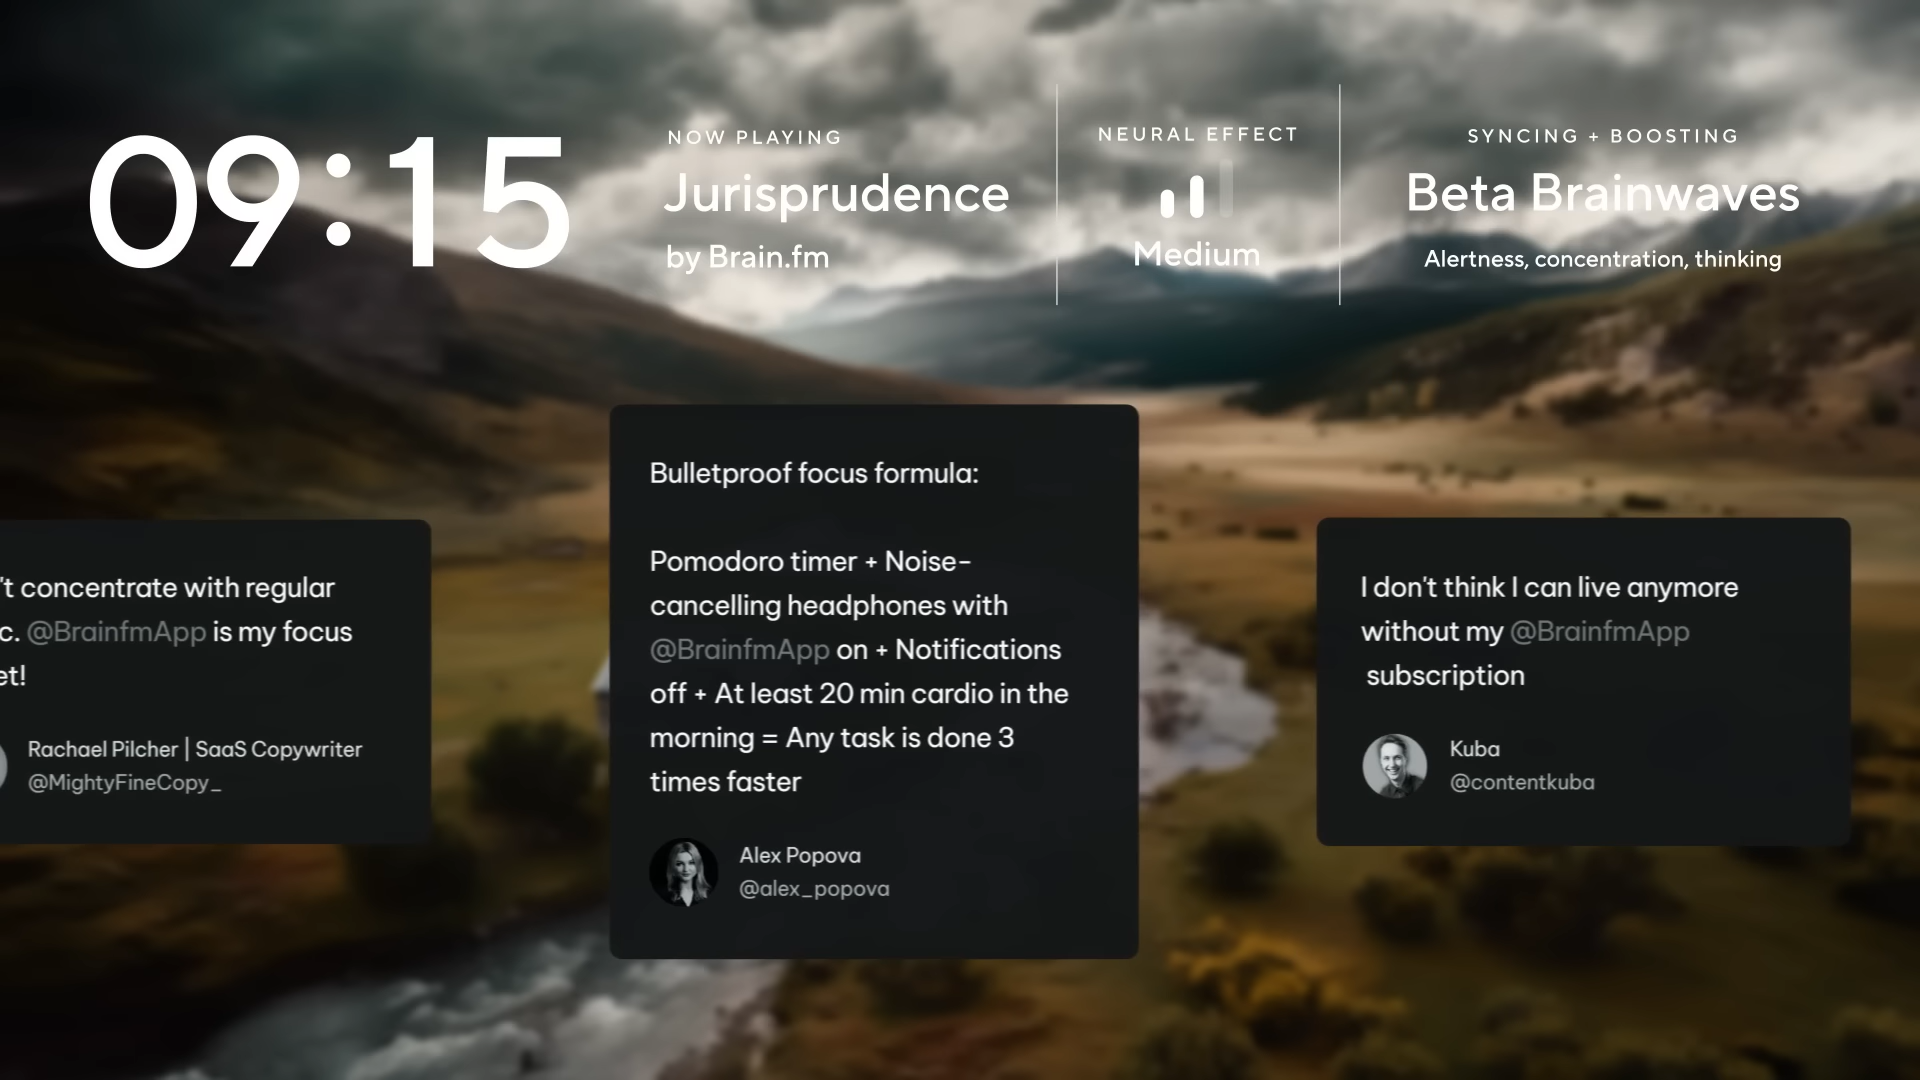 09:15
NOW PLAYING
Jurisprudence
by Brain.fm
NEURAL EFFECT
Medium
SYNCING + BOOSTING
Beta Brainwaves
Alertness, concentration, thinking
't concentrate with regular
c. @BrainfmApp is my focus
et!
Rachael Pilcher | SaaS Copywriter
@MightyFineCopy_
Bulletproof focus formula:
Pomodoro timer + Noise-
cancelling headphones with
@BrainfmApp on + Notifications
off + At least 20 min cardio in the
morning = Any task is done 3
times faster
Alex Popova
@alex_popova
I don't think I can live anymore
without my @BrainfmApp
subscription
Kuba
@contentkuba